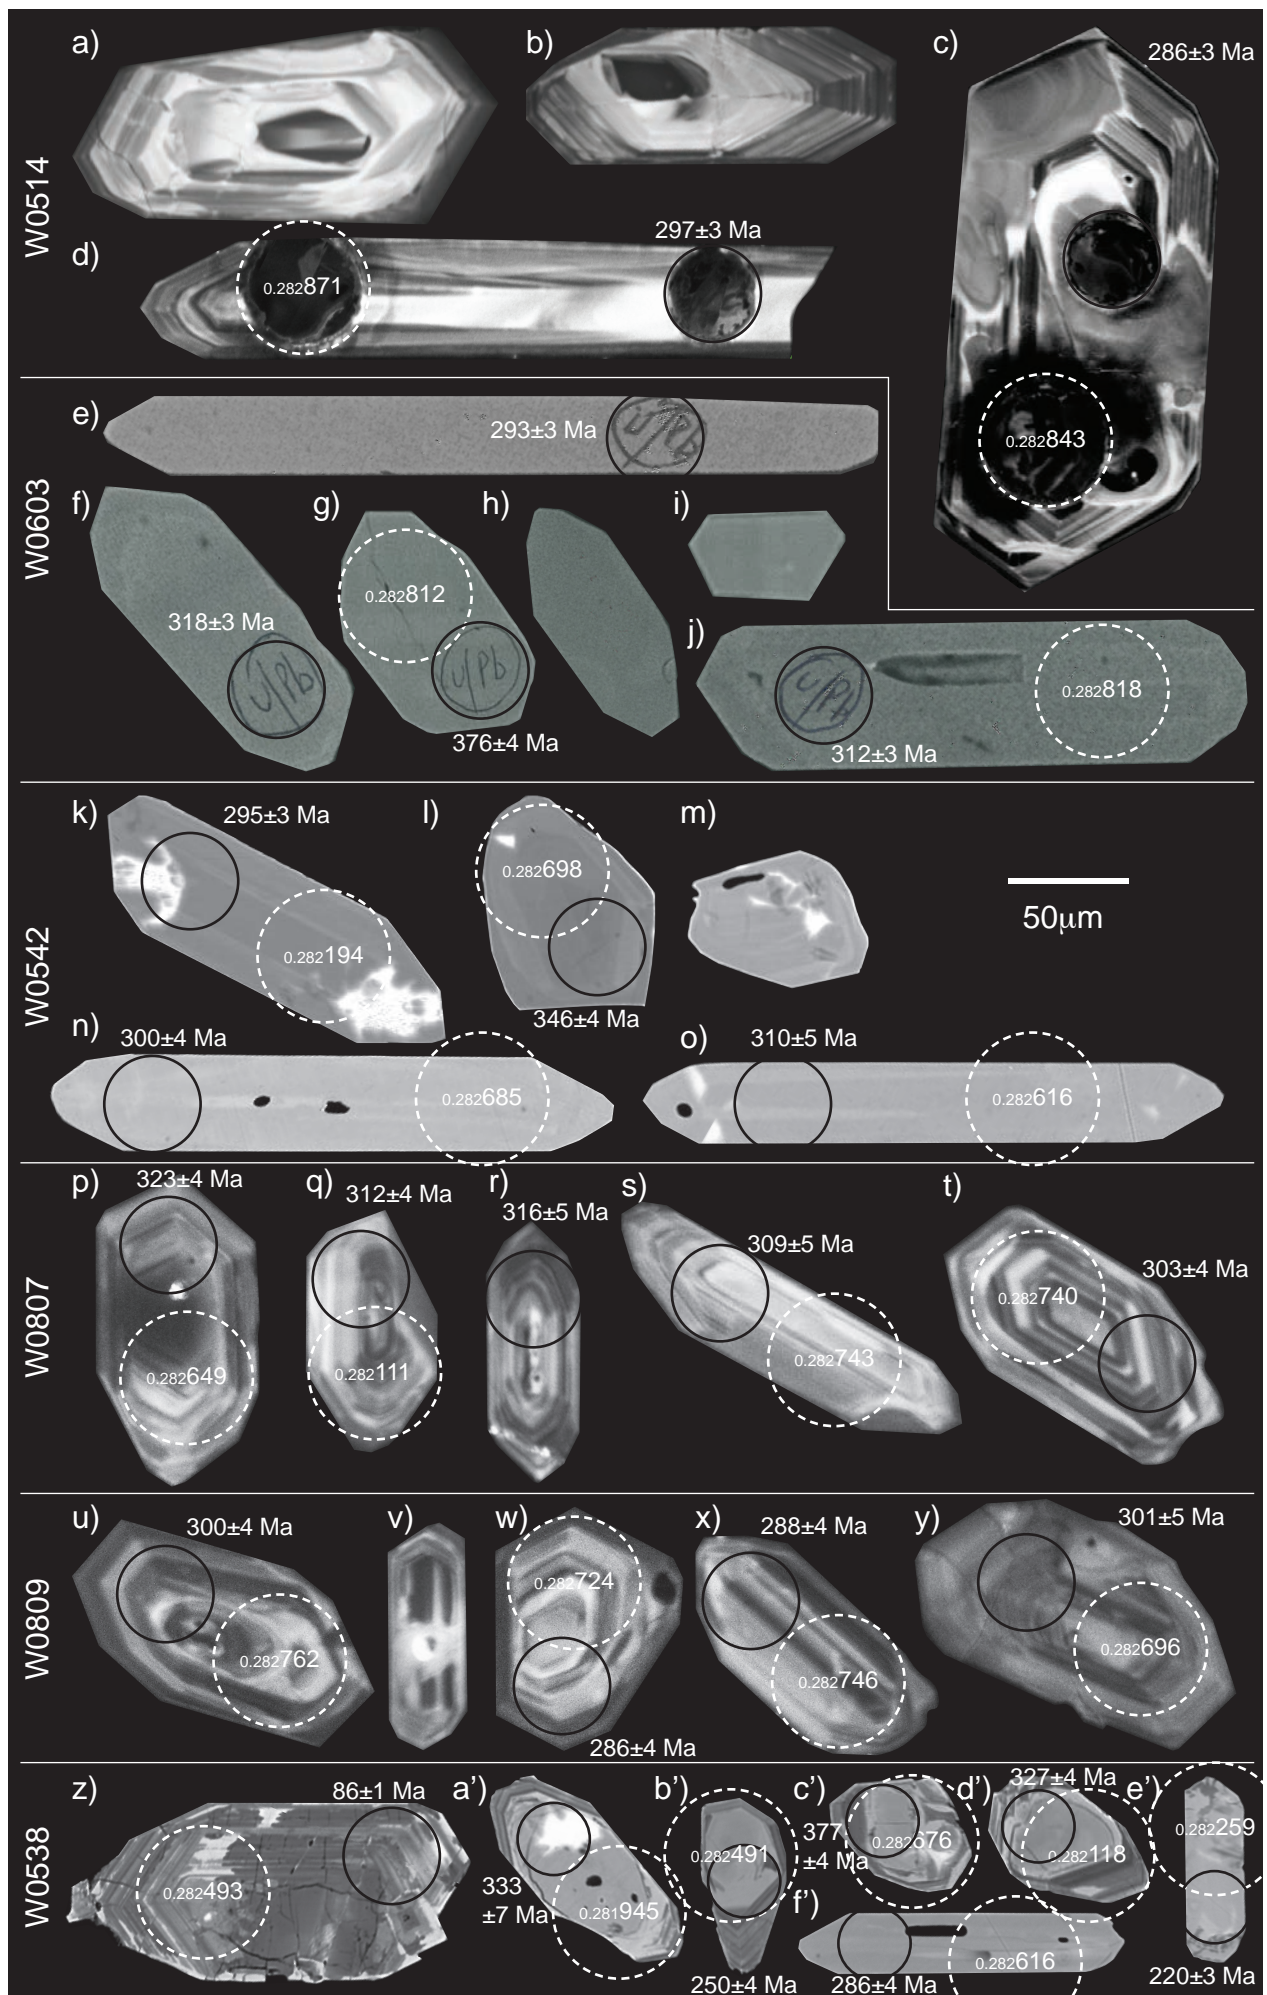 W0514
a)
b)
c)
286±3 Ma
d)
0.282871
297±3 Ma
0.282843
W0603
e)
293±3 Ma
U/Pb
f)
318±3 Ma
U/Pb
g)
0.282812
U/Pb
376±4 Ma
h)
i)
j)
U/Pb
312±3 Ma
0.282818
W0542
k)
295±3 Ma
0.282194
l)
0.282698
346±4 Ma
m)
50μm
n)
300±4 Ma
0.282685
o)
310±5 Ma
0.282616
W0807
p)
323±4 Ma
0.282649
q)
312±4 Ma
0.282111
r)
316±5 Ma
s)
309±5 Ma
0.282743
t)
0.282740
303±4 Ma
W0809
u)
300±4 Ma
0.282762
v)
w)
0.282724
286±4 Ma
x)
288±4 Ma
0.282746
y)
301±5 Ma
0.282696
W0538
z)
86±1 Ma
0.282493
a')
333
±7 Ma
0.281945
b')
0.282491
250±4 Ma
c')
377
±4 Ma
0.282676
d')
327±4 Ma
0.282118
e')
0.282259
220±3 Ma
f')
286±4 Ma
0.282616